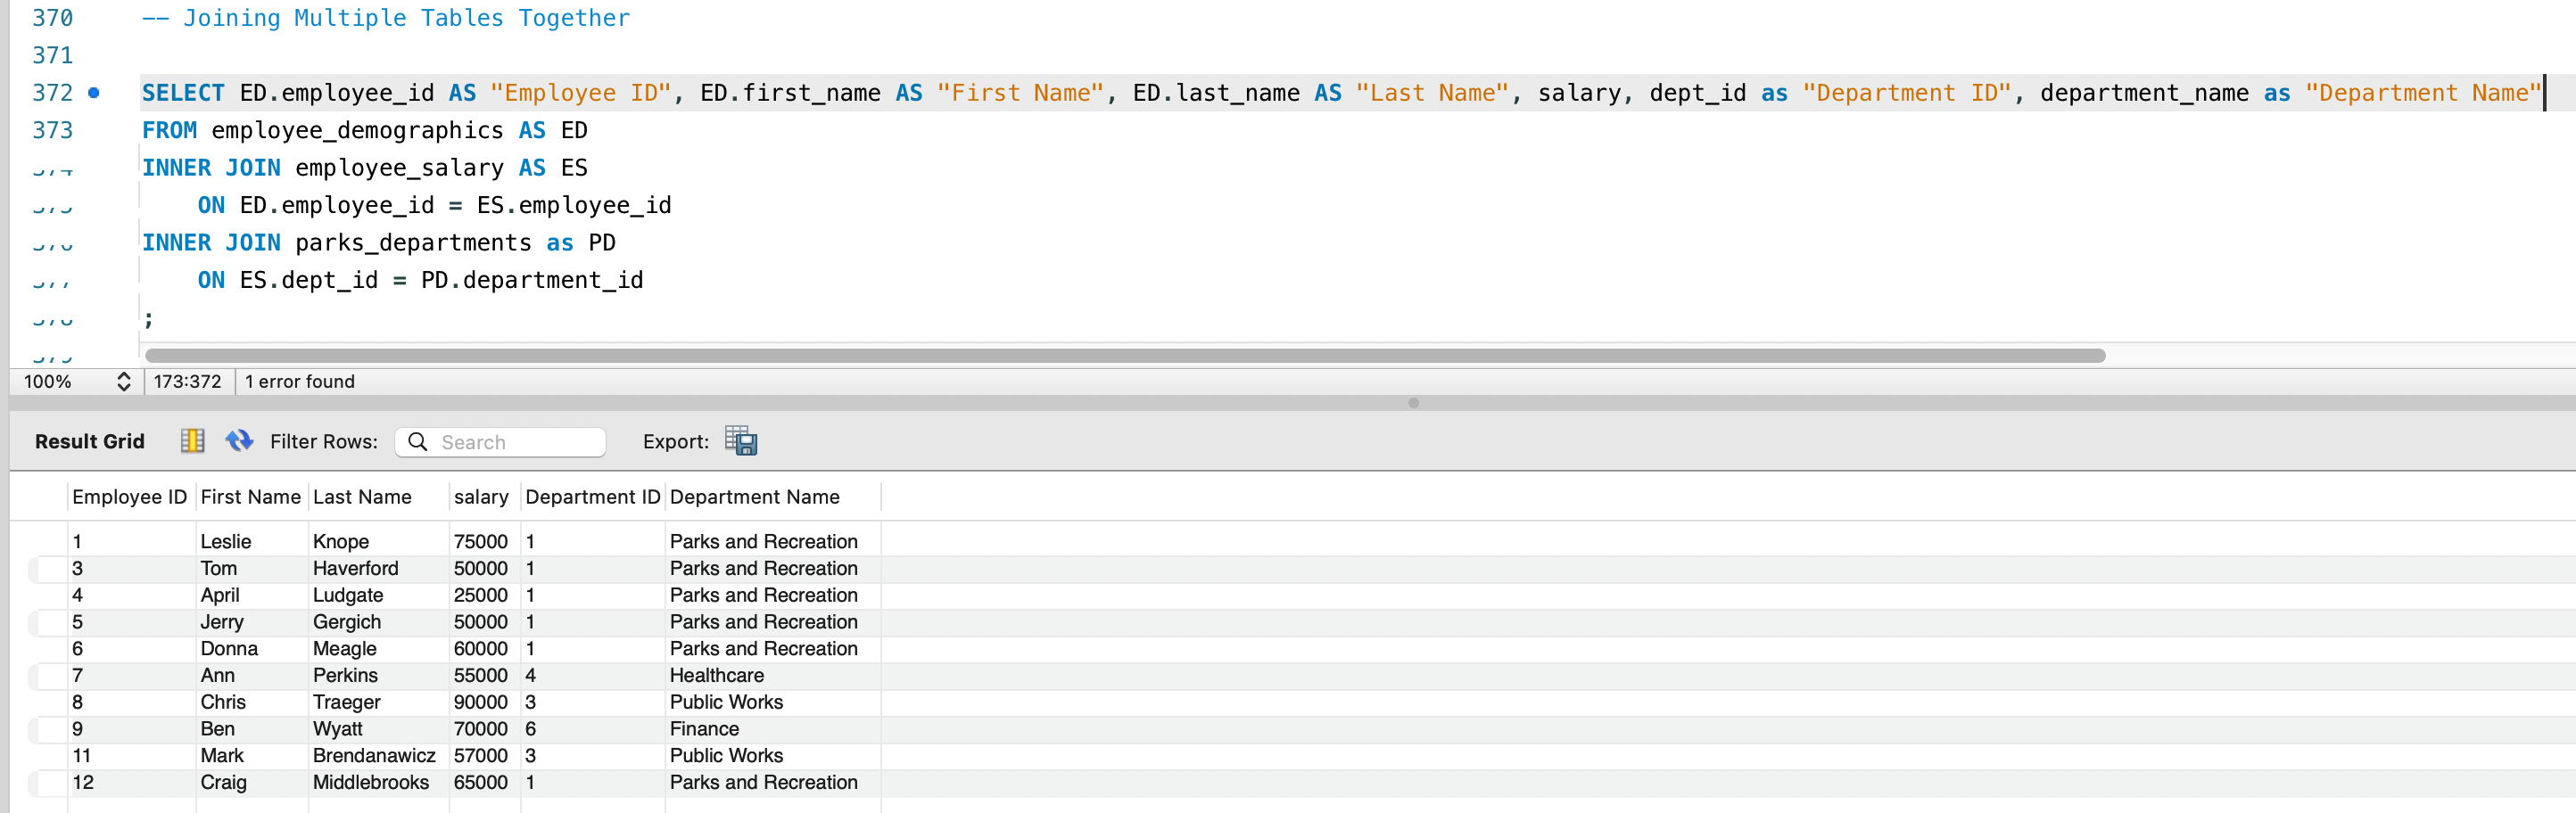 370 -- Joining Multiple Tables Together
371
372 SELECT ED.employee_id AS "Employee ID", ED.first_name AS "First Name", ED.last_name AS "Last Name", salary, dept_id as "Department ID", department_name as "Department Name"
373 FROM employee_demographics AS ED
INNER JOIN employee_salary AS ES
ON ED.employee_id = ES.employee_id
INNER JOIN parks_departments as PD
ON ES.dept_id = PD.department_id
;
100% 173:372 1 error found
Result Grid Filter Rows: Search Export:
Employee ID First Name Last Name salary Department ID Department Name
1 Leslie Knope 75000 1 Parks and Recreation
3 Tom Haverford 50000 1 Parks and Recreation
4 April Ludgate 25000 1 Parks and Recreation
5 Jerry Gergich 50000 1 Parks and Recreation
6 Donna Meagle 60000 1 Parks and Recreation
7 Ann Perkins 55000 4 Healthcare
8 Chris Traeger 90000 3 Public Works
9 Ben Wyatt 70000 6 Finance
11 Mark Brendanawicz 57000 3 Public Works
12 Craig Middlebrooks 65000 1 Parks and Recreation